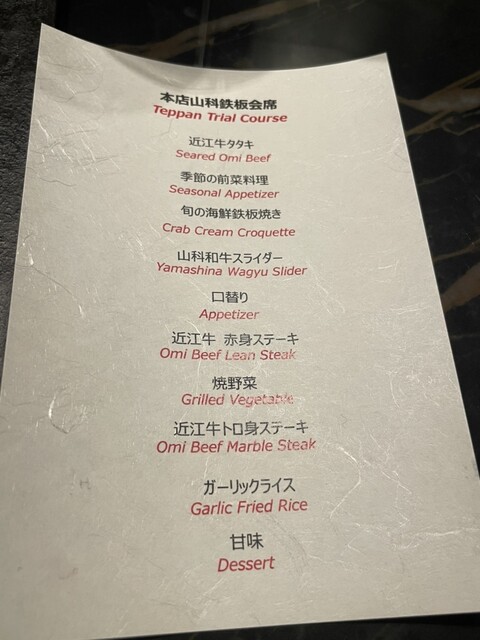 本店山科鉄板会席
Teppan Trial Course
近江牛タタキ
Seared Omi Beef
季節の前菜料理
Seasonal Appetizer
旬の海鮮鉄板焼き
Crab Cream Croquette
山科和牛スライダー
Yamashina Wagyu Slider
口替り
Appetizer
近江牛 赤身ステーキ
Omi Beef Lean Steak
焼野菜
Grilled Vegetable
近江牛トロ身ステーキ
Omi Beef Marble Steak
ガーリックライス
Garlic Fried Rice
甘味
Dessert